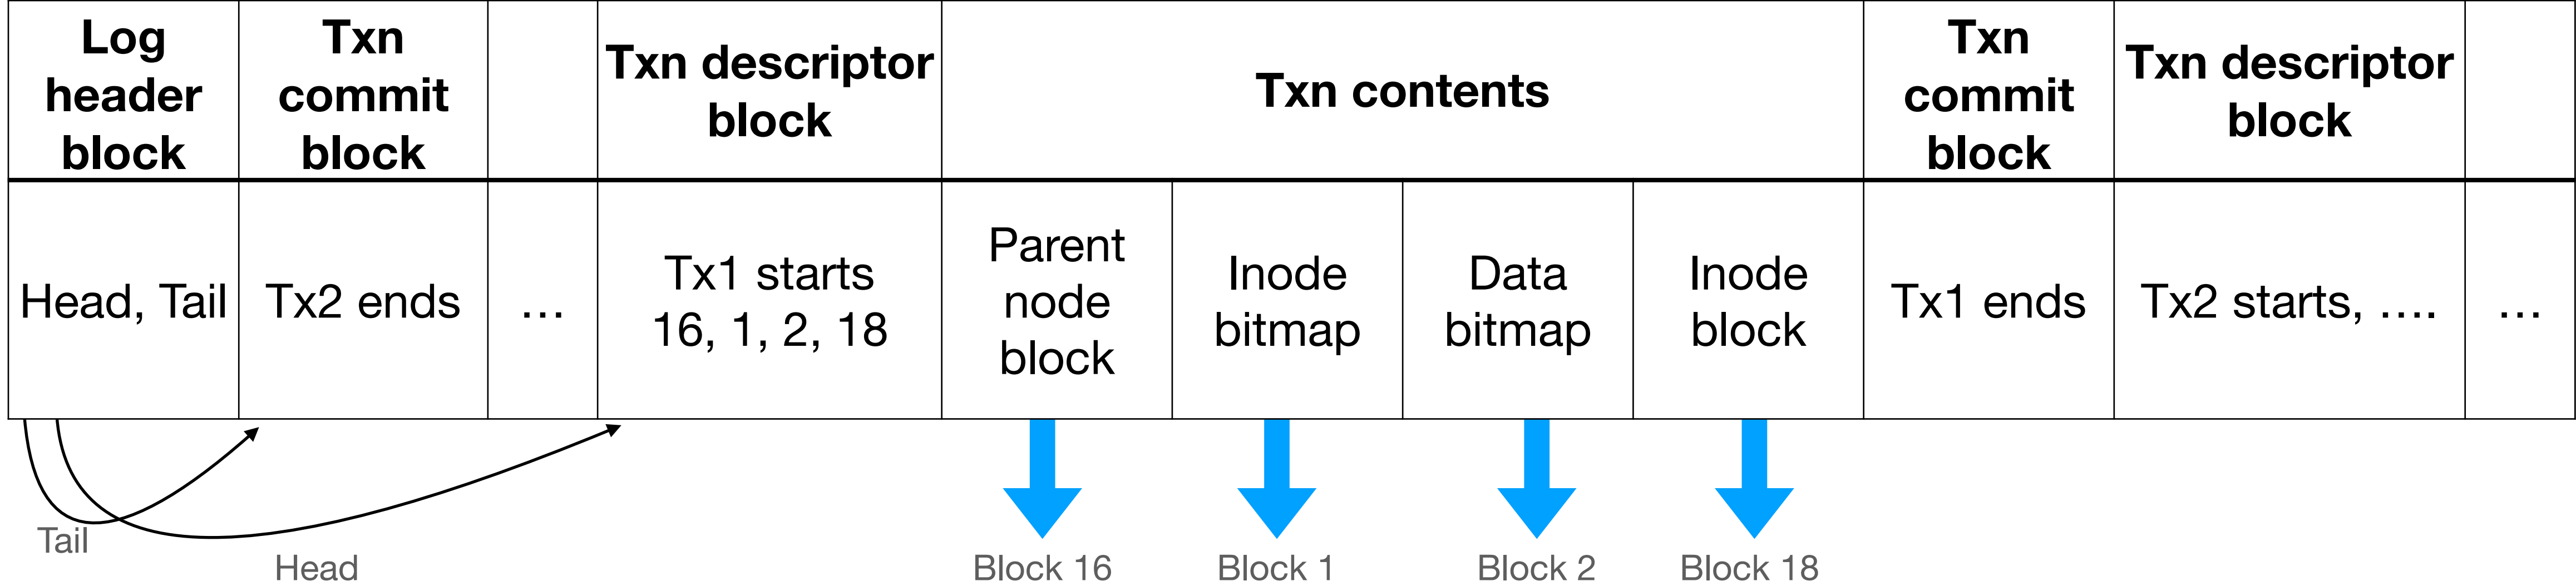 Log
header
block
Txn
commit
block
Txn descriptor
block
Txn contents
Txn
commit
block
Txn descriptor
block
Head, Tail
Tx2 ends
...
Tx1 starts
16, 1, 2, 18
Parent
node
block
Inode
bitmap
Data
bitmap
Inode
block
Tx1 ends
Tx2 starts, ....
...
Tail
Head
Block 16
Block 1
Block 2
Block 18